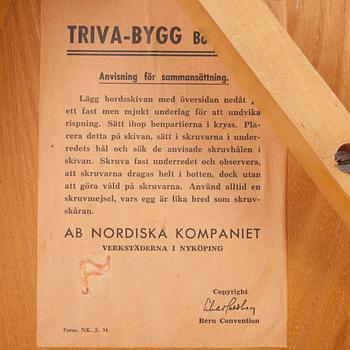 TRIVA-BYGG
Anvisning för sammansättning.
Lägg bordsskivan med översidan nedåt
ett fast men mjukt underlag för att undvika
rispning. Sätt ihop benpartierna i kryss. Pla-
cera detta på skivan, sätt i skruvarna i under-
redets hål och sök de anvisade skruvhålen i
skivan. Skruva fast underredet och observera,
att skruvarna dragas helt i botten, dock utan
att göra våld på skruvarna. Använd alltid en
skruvmejsel, vars egg är lika bred som skruv-
skåran.
AB NORDISKA KOMPANIET
VERKSTÄDERNA I NYKÖPING
Copyright
Bern Convention
Form. NK. S. 54.